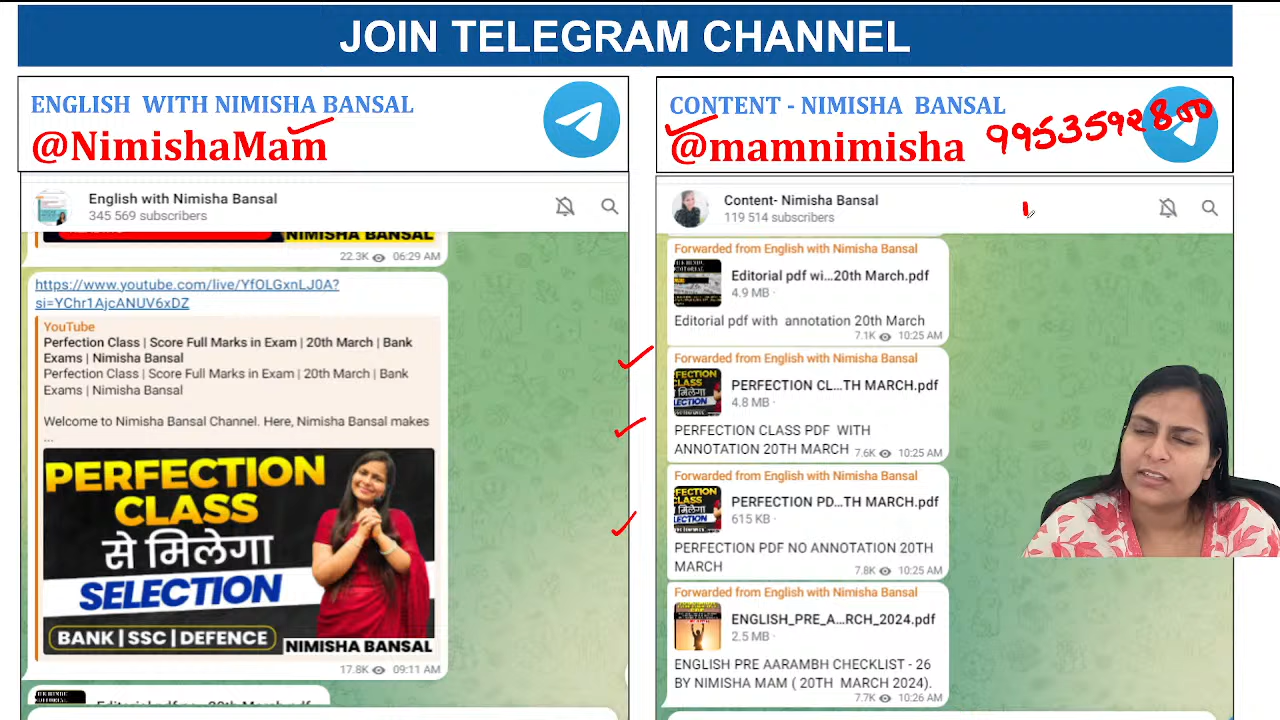 JOIN TELEGRAM CHANNEL
ENGLISH WITH NIMISHA BANSAL
@NimishaMam
English with Nimisha Bansal
345 569 subscribers
NIMISHA BANSAL
22.3K 06:29 AM
https://www.youtube.com/live/YfOLGxnLJ0A?
si=YChr1AjcANUV6xDZ
YouTube
Perfection Class | Score Full Marks in Exam | 20th March | Bank
Exams | Nimisha Bansal
Perfection Class | Score Full Marks in Exam | 20th March | Bank
Exams | Nimisha Bansal
Welcome to Nimisha Bansal Channel. Here, Nimisha Bansal makes
...
PERFECTION
CLASS
से मिलेगा
SELECTION
BANK | SSC | DEFENCE
NIMISHA BANSAL
17.8K 09:11 AM
CONTENT - NIMISHA BANSAL
@mamnimisha
9953592800
Content- Nimisha Bansal
119 514 subscribers
Forwarded from English with Nimisha Bansal
Editorial pdf wi...20th March.pdf
4.9 MB
Editorial pdf with annotation 20th March
7.1K 10:25 AM
Forwarded from English with Nimisha Bansal
PERFECTION CL...TH MARCH.pdf
4.8 MB
PERFECTION CLASS PDF WITH
ANNOTATION 20TH MARCH
7.6K 10:25 AM
Forwarded from English with Nimisha Bansal
PERFECTION PD...TH MARCH.pdf
615 KB
PERFECTION PDF NO ANNOTATION 20TH
MARCH
7.8K 10:25 AM
Forwarded from English with Nimisha Bansal
ENGLISH_PRE_A...RCH_2024.pdf
2.5 MB
ENGLISH PRE AARAMBH CHECKLIST - 26
BY NIMISHA MAM ( 20TH MARCH 2024).
7.7K 10:26 AM